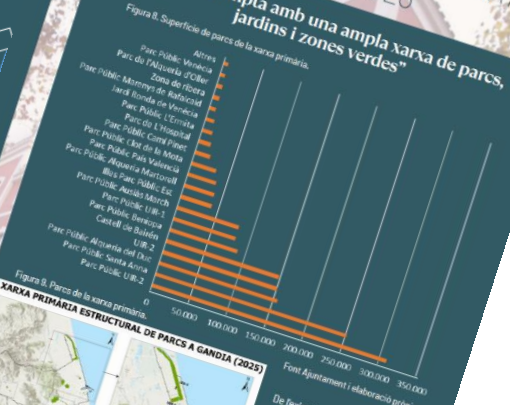 mpta amb una ampla xarxa de parcs,
jardins i zones verdes"
Figura 8. Superfície de parcs de la xarxa primària.
Altres
Parc Públic Venècia
Parc de l'Alqueria d'Oller
Zona de ribera
Parc Públic Marenys de Rafalcaid
Jardí Ronda de Venècia
Parc Públic L'Ermita
Parc de L'Hospital
Parc Públic Camí Pinet
Parc Públic Clot de la Mota
Parc Públic País Valencià
Parc Públic Alqueria Martorell
Illes Parc Públic Est
Parc Públic Ausiàs March
Parc Públic UIR-1
Parc Públic Beniopa
Castell de Bairén
UIR-2
Parc Públic Alqueria del Duc
Parc Públic Santa Anna
Parc Públic UIR-2
0
50.000
100.000
150.000
200.000
250.000
300.000
350.000
Font Ajuntament i elaboració
Figura 9. Parcs de la xarxa primària.
XARXA PRIMÀRIA ESTRUCTURAL DE PARCS A GANDIA (2025)